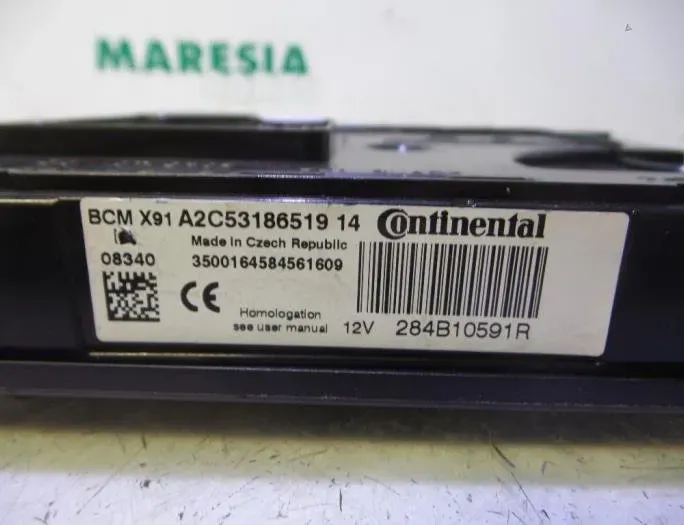 MARESIA
BCM X91 A2C53186519 14 Continental
Made in Czech Republic
08340 3500164584561609
CE
Homologation
see user manual 12V 284B10591R